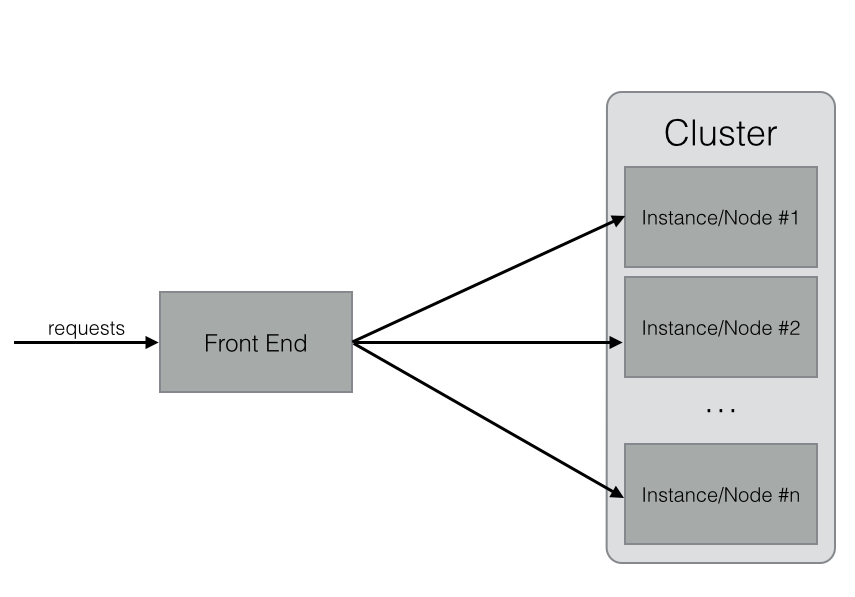 Cluster
Instance/Node #1
requests
Front End
Instance/Node #2
...
Instance/Node #n